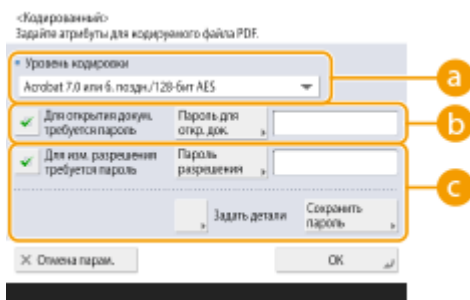 <Кодированный>
Задайте атрибуты для кодируемого файла PDF.
Уровень кодировки
Acrobat 7.0 или б. поздн./128-бит AES
a
Для открытия докум. требуется пароль
Пароль для откр. док.
b
Для изм. разрешения требуется пароль
Пароль разрешения
c
Задать детали
Сохранить пароль
Отмена парам.
OK